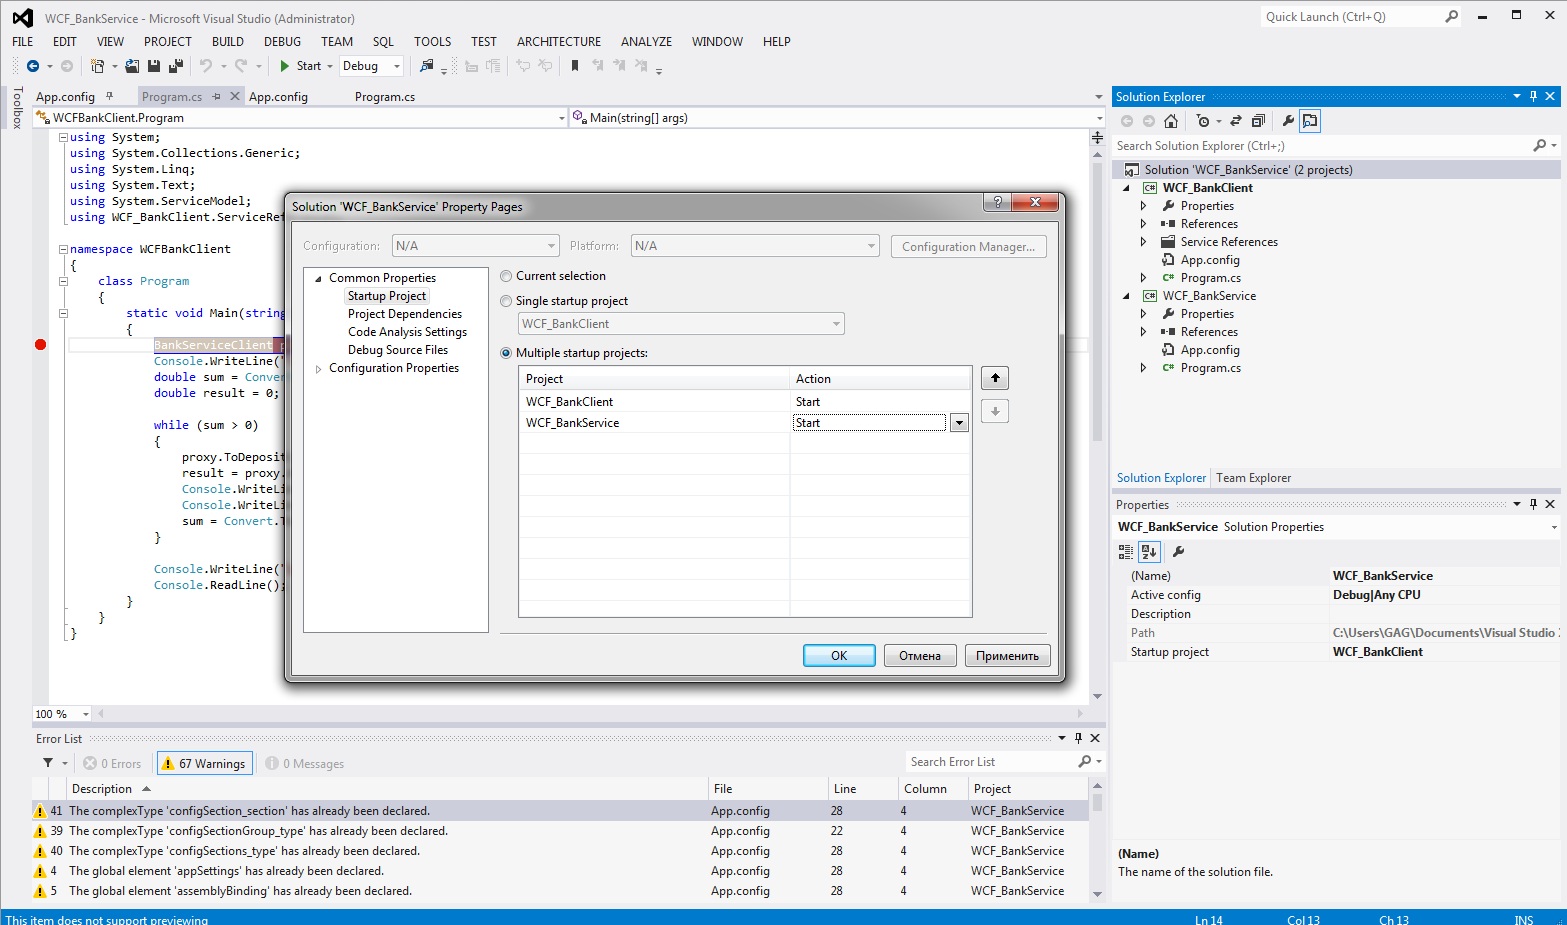 WCF_BankService - Microsoft Visual Studio (Administrator)
Quick Launch (Ctrl+Q)
FILE EDIT VIEW PROJECT BUILD DEBUG TEAM SQL TOOLS TEST ARCHITECTURE ANALYZE WINDOW HELP
Start Debug
Toolbox
App.config Program.cs App.config Program.cs
WCFBankClient.Program Main(string[] args)
using System;
using System.Collections.Generic;
using System.Linq;
using System.Text;
using System.ServiceModel;
using WCF_BankClient.ServiceRef
namespace WCFBankClient
{
class Program
{
static void Main(string
{
BankServiceClient
Console.WriteLine("
double sum = Conver
double result = 0;
while (sum > 0)
{
proxy.ToDeposit
result = proxy.
Console.WriteLi
Console.WriteLi
sum = Convert.T
}
Console.WriteLine("
Console.ReadLine();
}
}
}
100 %
Solution 'WCF_BankService' Property Pages
Configuration: N/A Platform: N/A Configuration Manager...
Common Properties
Startup Project
Project Dependencies
Code Analysis Settings
Debug Source Files
Configuration Properties
Current selection
Single startup project
WCF_BankClient
Multiple startup projects:
Project Action
WCF_BankClient Start
WCF_BankService Start
OK Отмена Применить
Solution Explorer
Search Solution Explorer (Ctrl+;)
Solution 'WCF_BankService' (2 projects)
C# WCF_BankClient
Properties
References
Service References
App.config
C# Program.cs
C# WCF_BankService
Properties
References
App.config
C# Program.cs
Solution Explorer Team Explorer
Properties
WCF_BankService Solution Properties
(Name) WCF_BankService
Active config Debug|Any CPU
Description
Path C:\Users\GAG\Documents\Visual Studio
Startup project WCF_BankClient
(Name)
The name of the solution file.
Error List
0 Errors 67 Warnings 0 Messages
Search Error List
Description File Line Column Project
41 The complexType 'configSection_section' has already been declared. App.config 28 4 WCF_BankService
39 The complexType 'configSectionGroup_type' has already been declared. App.config 22 4 WCF_BankService
40 The complexType 'configSections_type' has already been declared. App.config 28 4 WCF_BankService
4 The global element 'appSettings' has already been declared. App.config 28 4 WCF_BankService
5 The global element 'assemblyBinding' has already been declared. App.config 28 4 WCF_BankService
This item does not support previewing Ln 14 Col 13 Ch 13 INS